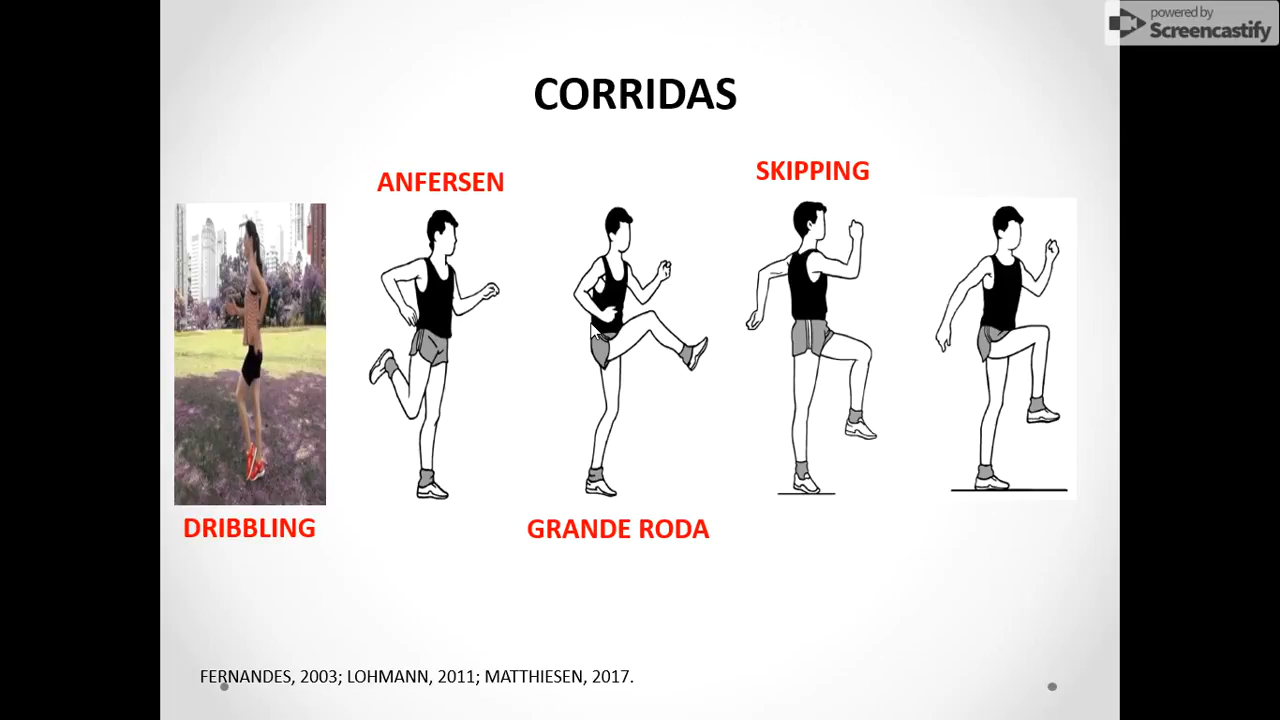 powered by
Screencastify
CORRIDAS
ANFERSEN
SKIPPING
DRIBBLING
GRANDE RODA
FERNANDES, 2003; LOHMANN, 2011; MATTHIESEN, 2017.